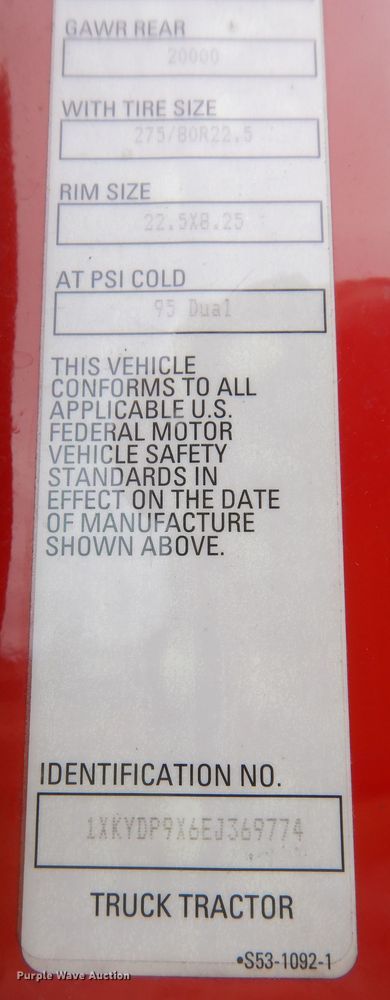 GAWR REAR
20000
WITH TIRE SIZE
275/80R22.5
RIM SIZE
22.5X8.25
AT PSI COLD
95 Dual
THIS VEHICLE
CONFORMS TO ALL
APPLICABLE U.S.
FEDERAL MOTOR
VEHICLE SAFETY
STANDARDS IN
EFFECT ON THE DATE
OF MANUFACTURE
SHOWN ABOVE.
IDENTIFICATION NO.
1XKYDP9X6EJ369774
TRUCK TRACTOR
•S53-1092-1
Purple Wave Auction